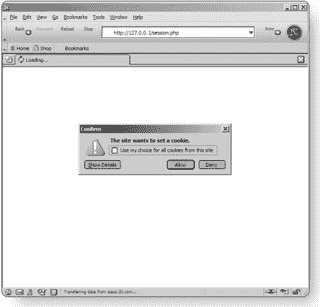 File Edit View Go Bookmarks Tools Window Help
Back Forward Reload Stop http://127.0.0.1/session.php Print
Home Shop Bookmarks
Loading...
Confirm
The site wants to set a cookie.
Use my choice for all cookies from this site
Show Details Allow Deny
Transferring data from